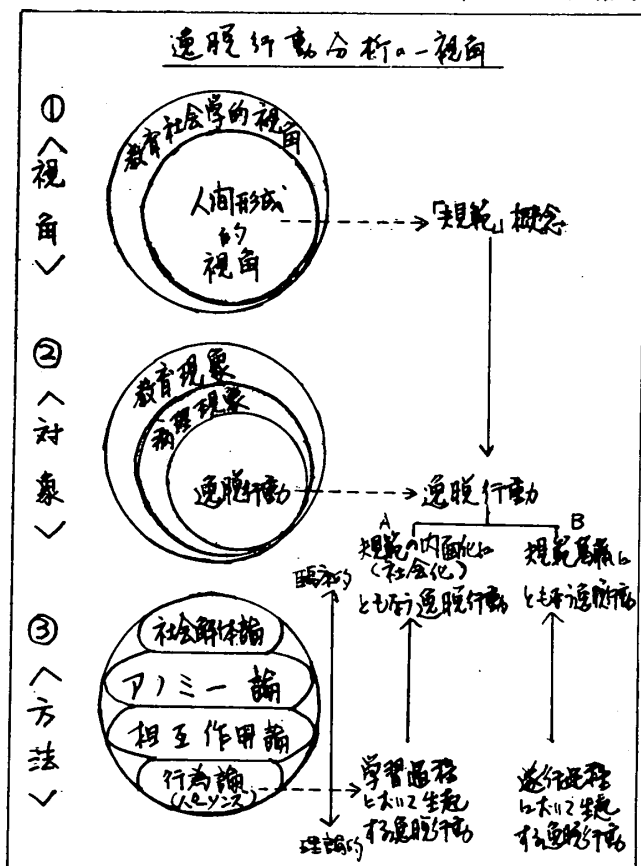 逸脱行動分析の一視角
①
〈視角〉
教育社会学的視角
人间形成
的
視角
「規範」概念
②
〈対象〉
教育現象
病理現象
逸脱行動
逸脱行動
A
規範の内面化に
(社会化)
ともなう逸脱行動
B
規範葛藤に
ともなう逸脱行動
臨床的
③
〈方法〉
社会解体論
アノミー論
相互作用論
行為論
(パーソンズ)
理論的
学習過程
において生起
する逸脱行動
遂行過程
において生起
する逸脱行動